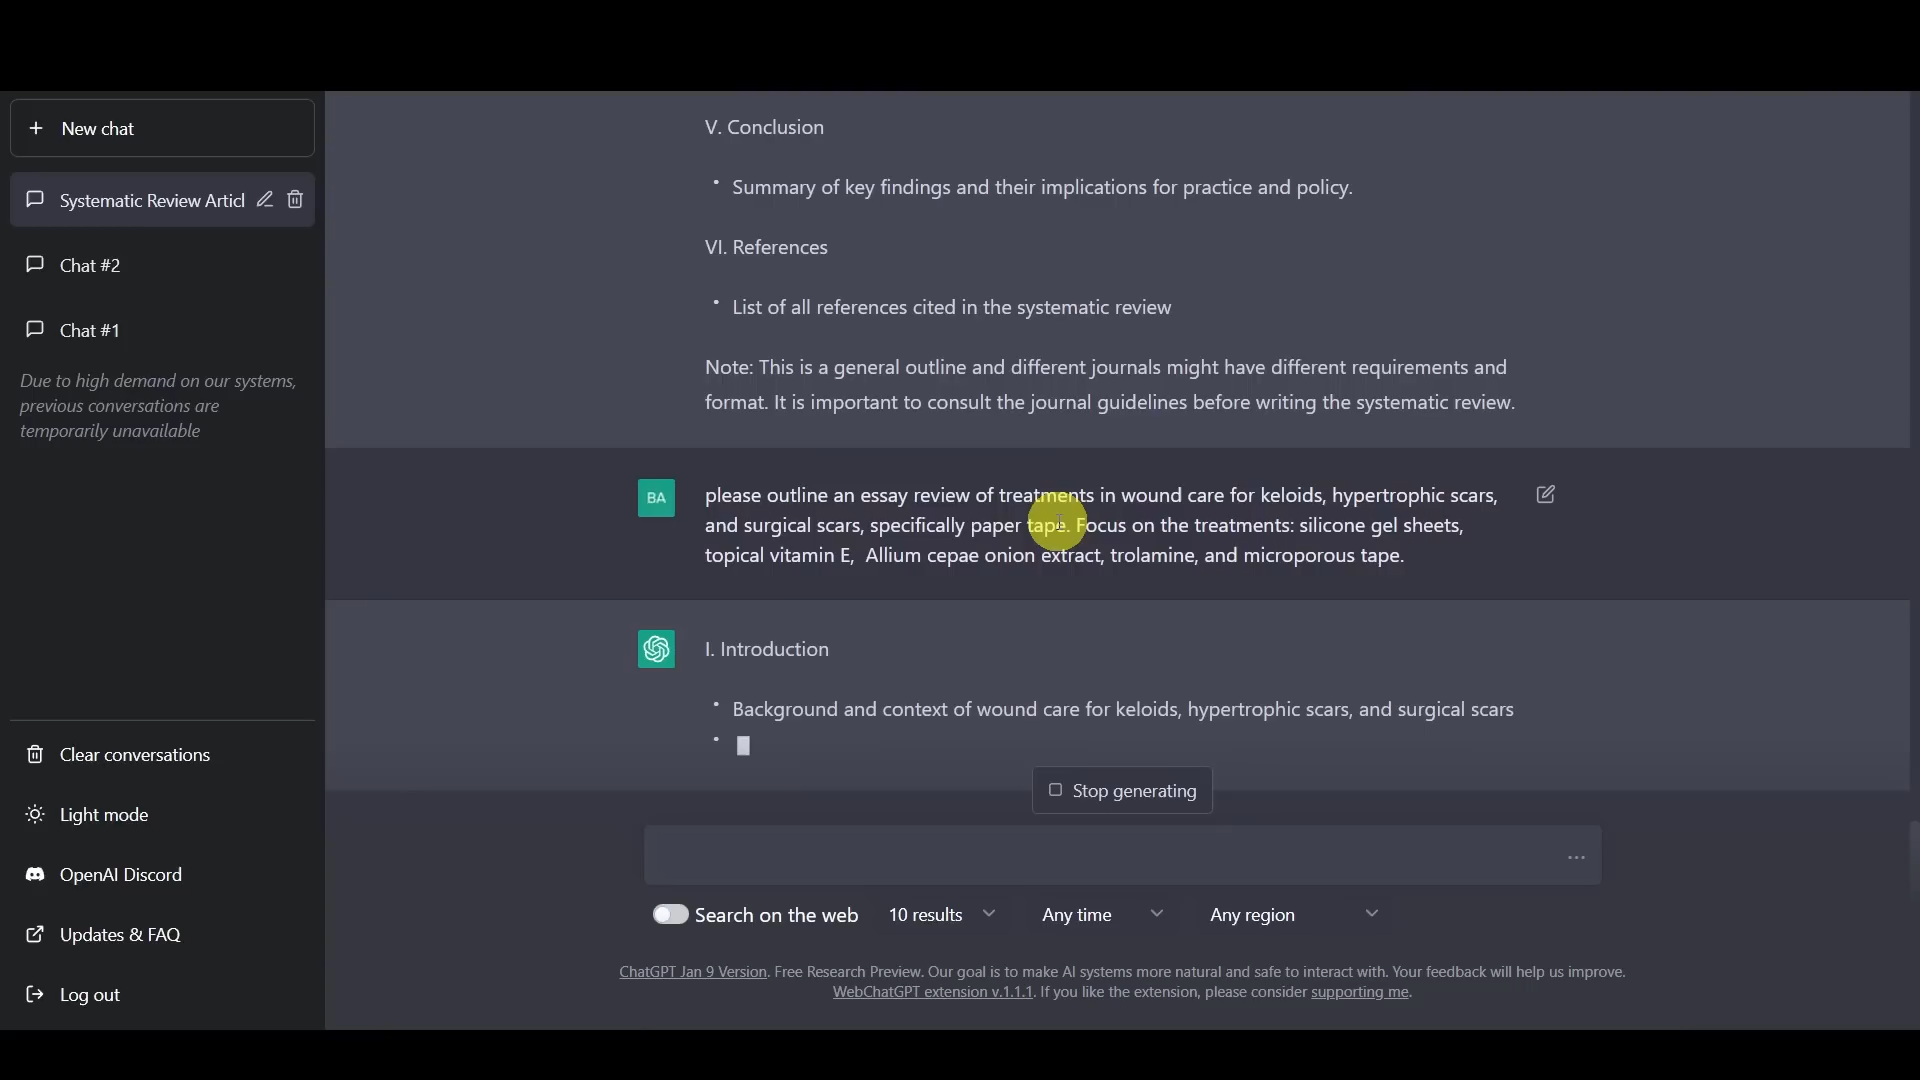 New chat
Systematic Review Articl
Chat #2
Chat #1
Due to high demand on our systems,
previous conversations are
temporarily unavailable
Clear conversations
Light mode
OpenAI Discord
Updates & FAQ
Log out
V. Conclusion
• Summary of key findings and their implications for practice and policy.
VI. References
• List of all references cited in the systematic review
Note: This is a general outline and different journals might have different requirements and
format. It is important to consult the journal guidelines before writing the systematic review.
BA
please outline an essay review of treatments in wound care for keloids, hypertrophic scars,
and surgical scars, specifically paper tape. Focus on the treatments: silicone gel sheets,
topical vitamin E,  Allium cepae onion extract, trolamine, and microporous tape.
I. Introduction
• Background and context of wound care for keloids, hypertrophic scars, and surgical scars
•
Stop generating
...
Search on the web 10 results Any time Any region
ChatGPT Jan 9 Version. Free Research Preview. Our goal is to make AI systems more natural and safe to interact with. Your feedback will help us improve.
WebChatGPT extension v.1.1.1. If you like the extension, please consider supporting me.